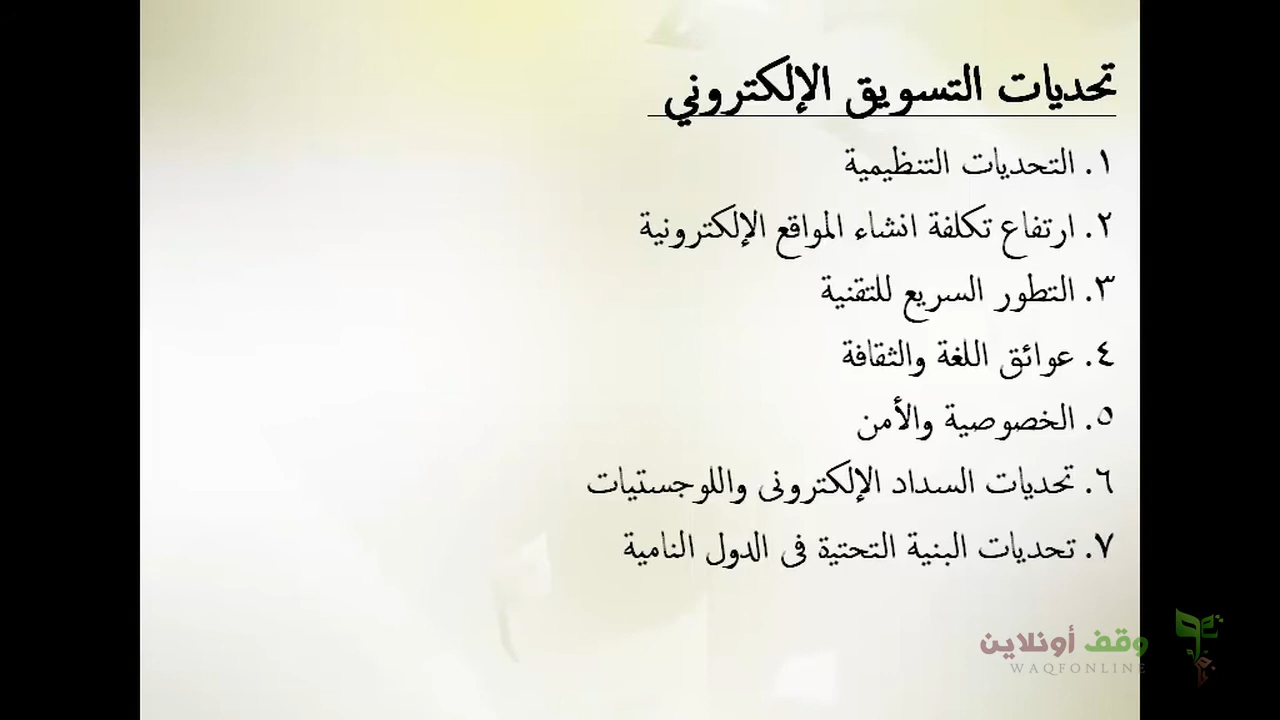 تحديات التسويق الإلكتروني
١. التحديات التنظيمية
٢. ارتفاع تكلفة انشاء المواقع الإلكترونية
٣. التطور السريع للتقنية
٤. عوائق اللغة والثقافة
٥. الخصوصية والأمن
٦. تحديات السداد الإلكترونى واللوجستيات
٧. تحديات البنية التحتية فى الدول النامية
وقف أونلاين
WAQFONLINE